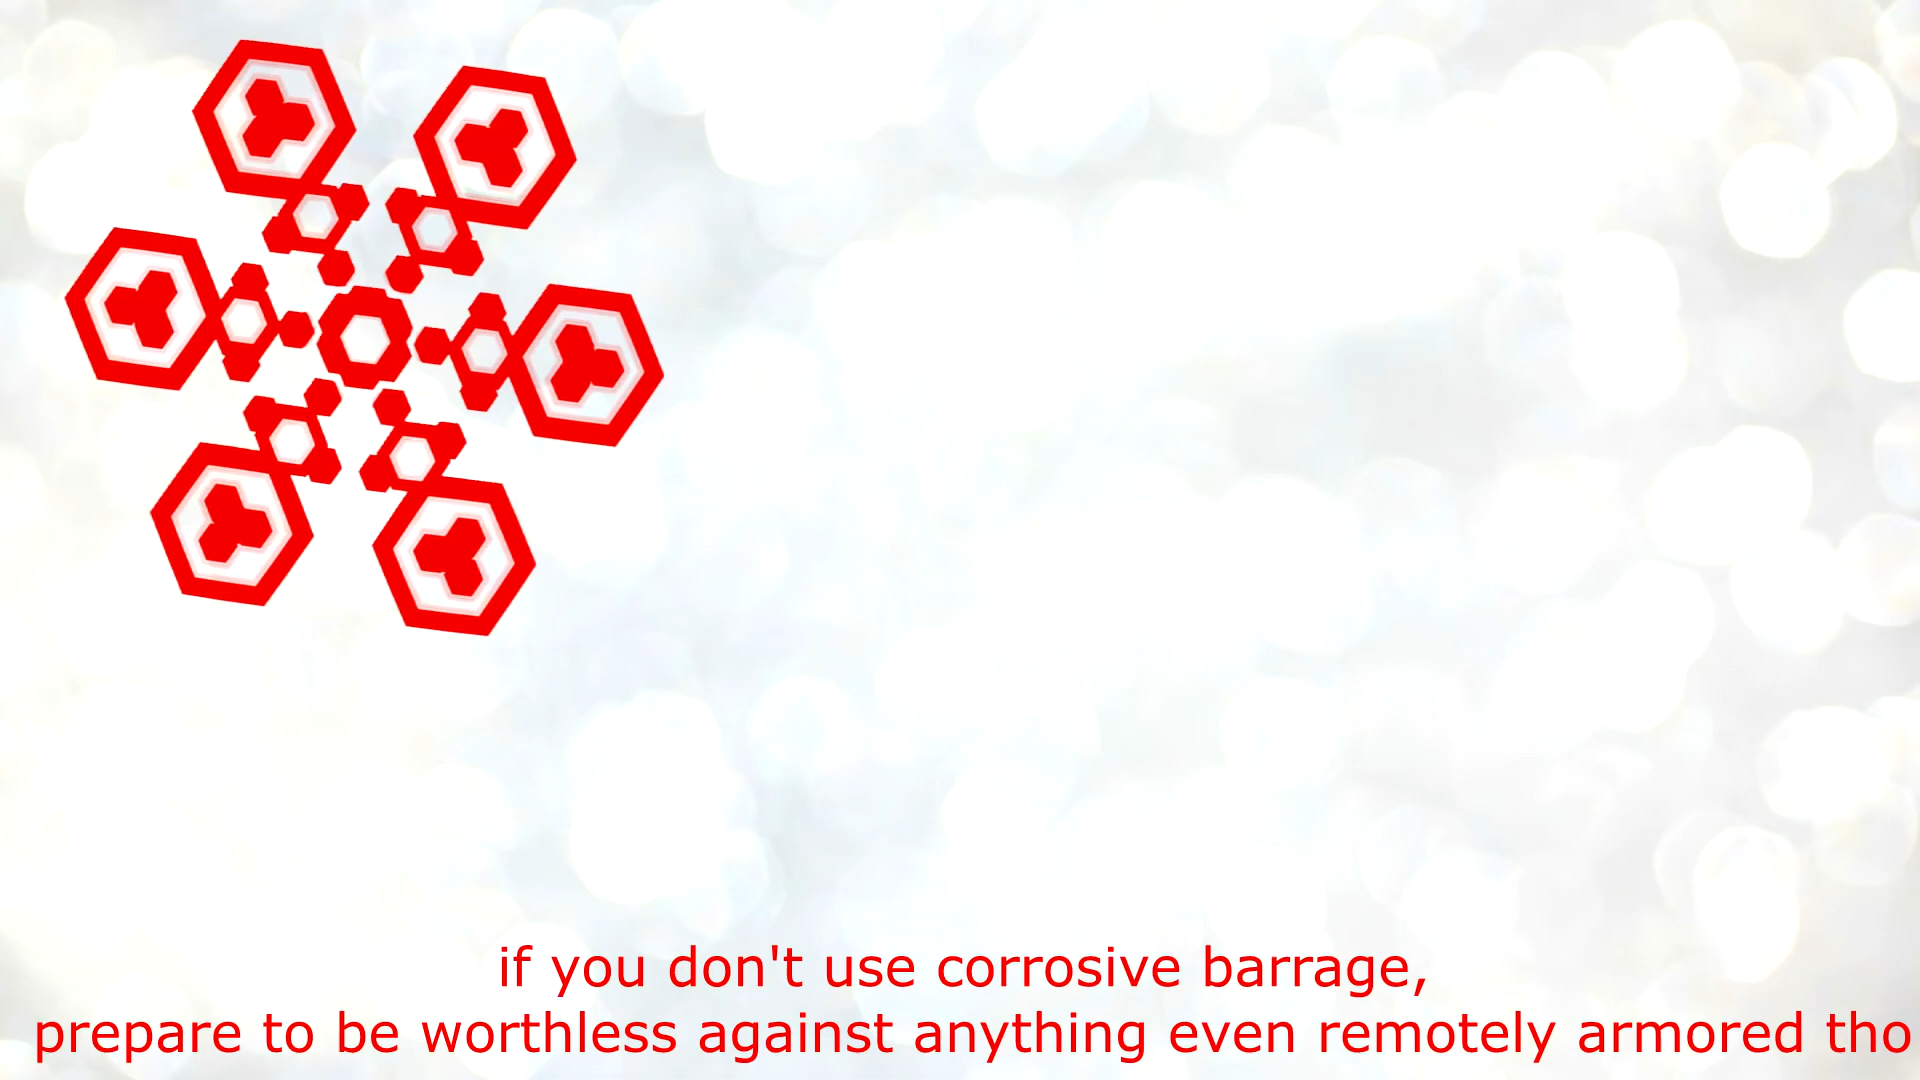 if you don't use corrosive barrage,
prepare to be worthless against anything even remotely armored tho